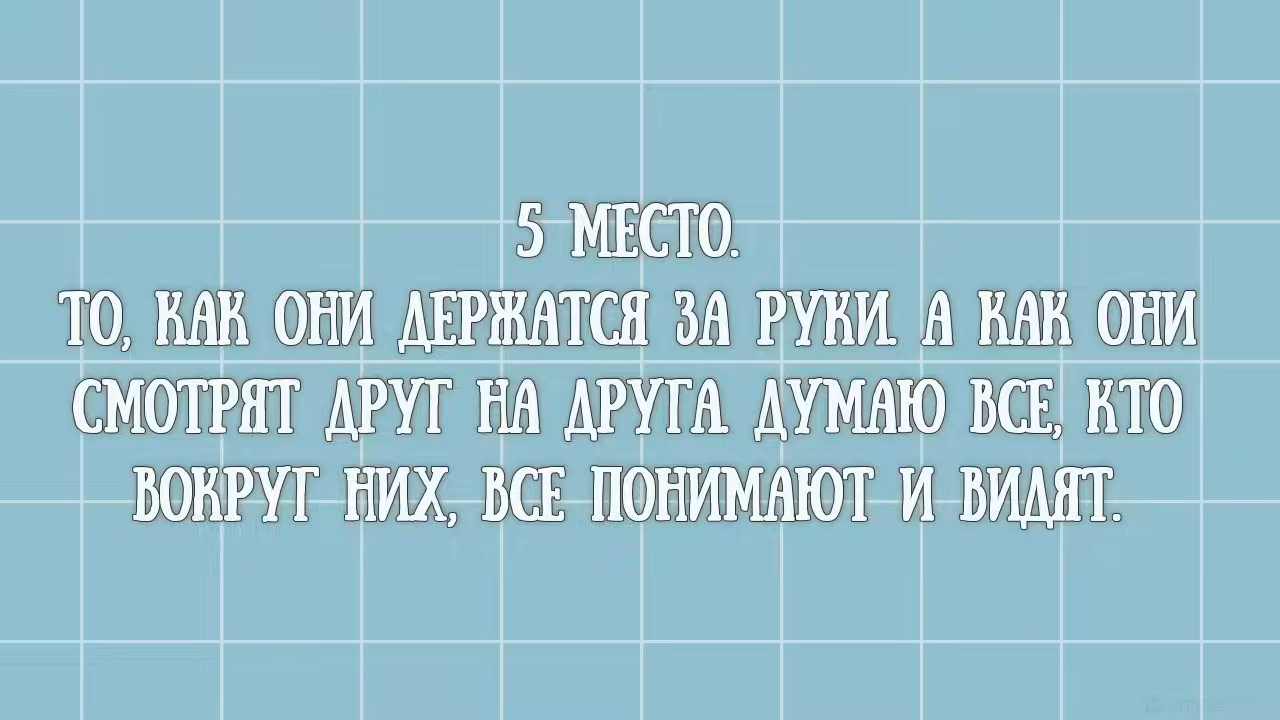 5 МЕСТО.
ТО, КАК ОНИ ДЕРЖАТСЯ ЗА РУКИ. А КАК ОНИ
СМОТРЯТ ДРУГ НА ДРУГА. ДУМАЮ ВСЕ, КТО
ВОКРУГ НИХ, ВСЕ ПОНИМАЮТ И ВИДЯТ.